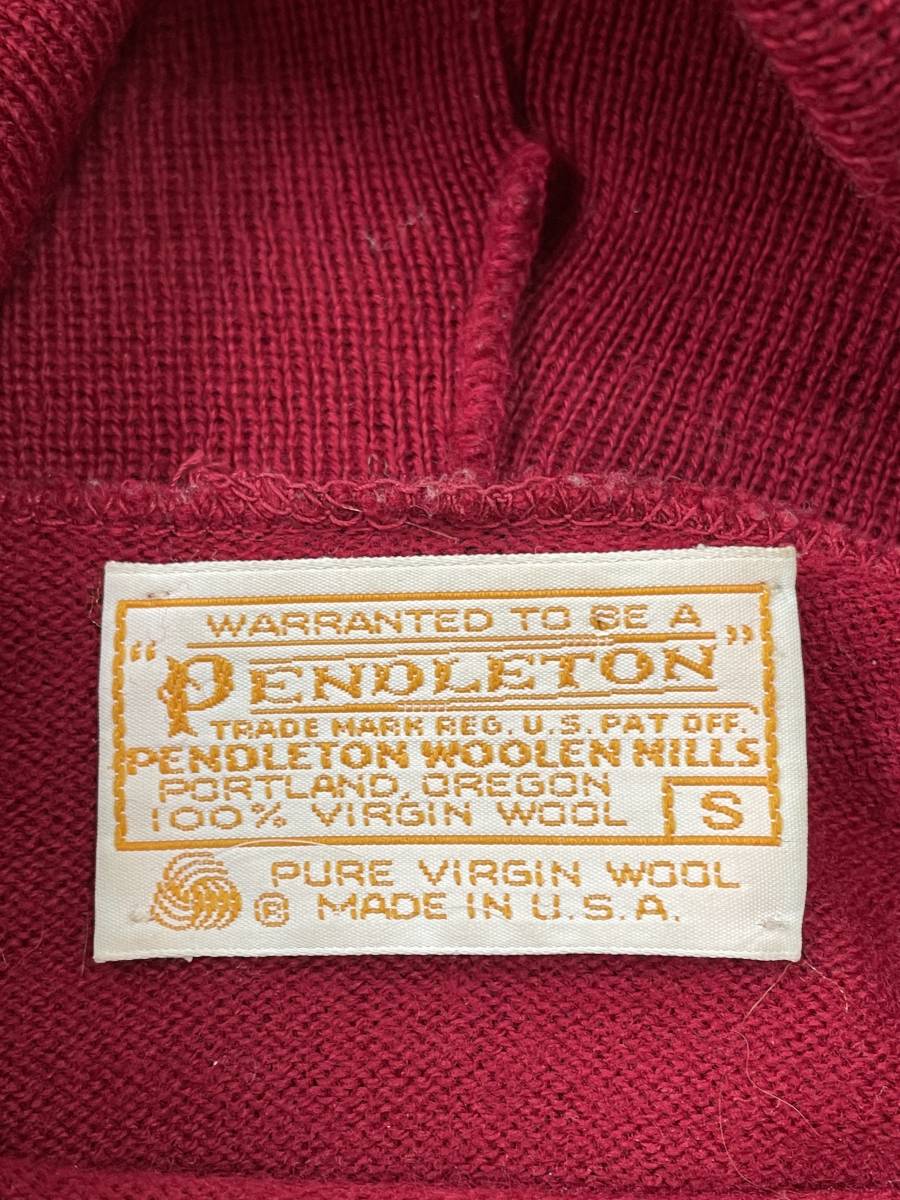 WARRANTED TO BE A
"PENDLETON"
TRADE MARK REG. U.S. PAT OFF.
PENDLETON WOOLEN MILLS
PORTLAND, OREGON
100% VIRGIN WOOL
S
PURE VIRGIN WOOL
® MADE IN U.S.A.